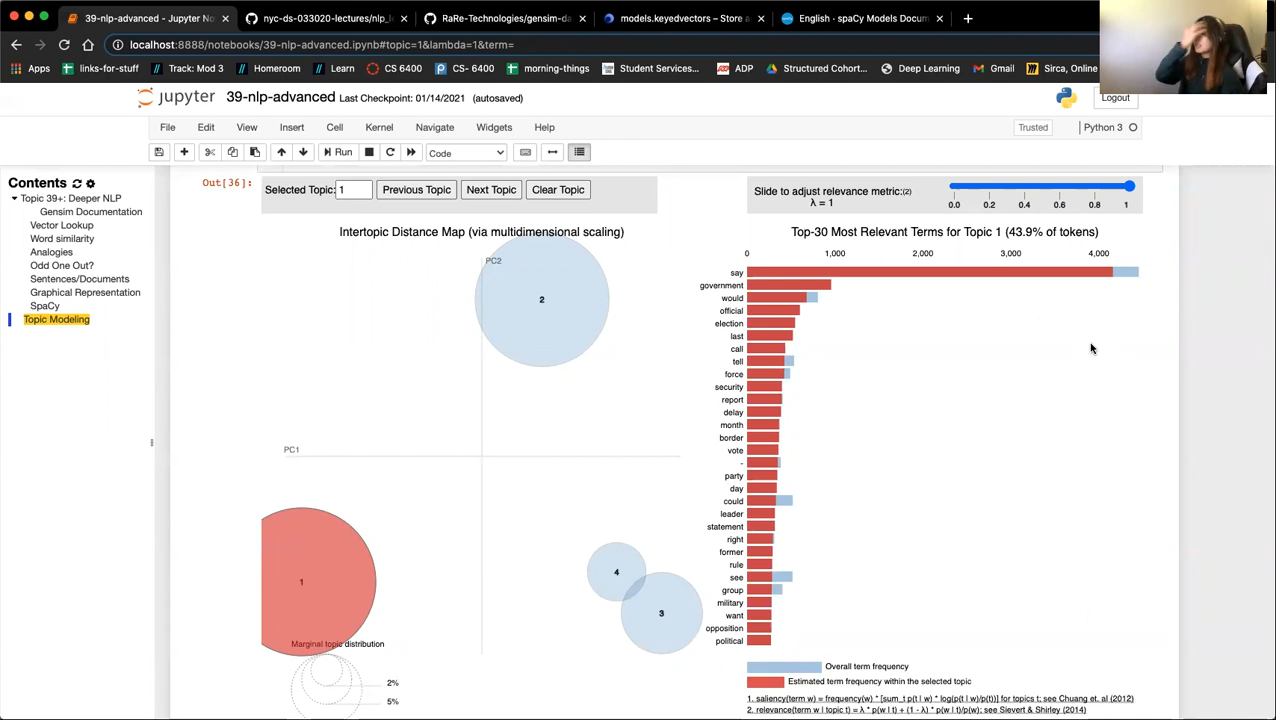 39-nlp-advanced - Jupyter No
nyc-ds-033020-lectures/nlp_l
RaRe-Technologies/gensim-da
models.keyedvectors – Store a
English · spaCy Models Docum
localhost:8888/notebooks/39-nlp-advanced.ipynb#topic=1&lambda=1&term=
Apps links-for-stuff Track: Mod 3 Homeroom Learn CS 6400 CS- 6400 morning-things Student Services... ADP Structured Cohort... Deep Learning Gmail Sirca, Online
jupyter 39-nlp-advanced Last Checkpoint: 01/14/2021 (autosaved)
Logout
File Edit View Insert Cell Kernel Navigate Widgets Help
Trusted Python 3
Run Code
Contents
Topic 39+: Deeper NLP
Gensim Documentation
Vector Lookup
Word similarity
Analogies
Odd One Out?
Sentences/Documents
Graphical Representation
SpaCy
Topic Modeling
Out[36]:
Selected Topic: 1 Previous Topic Next Topic Clear Topic
Slide to adjust relevance metric:(2)
λ = 1
0.0 0.2 0.4 0.6 0.8 1
Intertopic Distance Map (via multidimensional scaling)
PC2
2
PC1
1
4
3
Marginal topic distribution
2%
5%
Top-30 Most Relevant Terms for Topic 1 (43.9% of tokens)
0 1,000 2,000 3,000 4,000
say
government
would
official
election
last
call
tell
force
security
report
delay
month
border
vote
-
party
day
could
leader
statement
right
former
rule
see
group
military
want
opposition
political
Overall term frequency
Estimated term frequency within the selected topic
1. saliency(term w) = frequency(w) * [sum_t p(t | w) * log(p(t | w)/p(t))] for topics t; see Chuang et. al (2012)
2. relevance(term w | topic t) = λ * p(w | t) + (1 - λ) * p(w | t)/p(w); see Sievert & Shirley (2014)